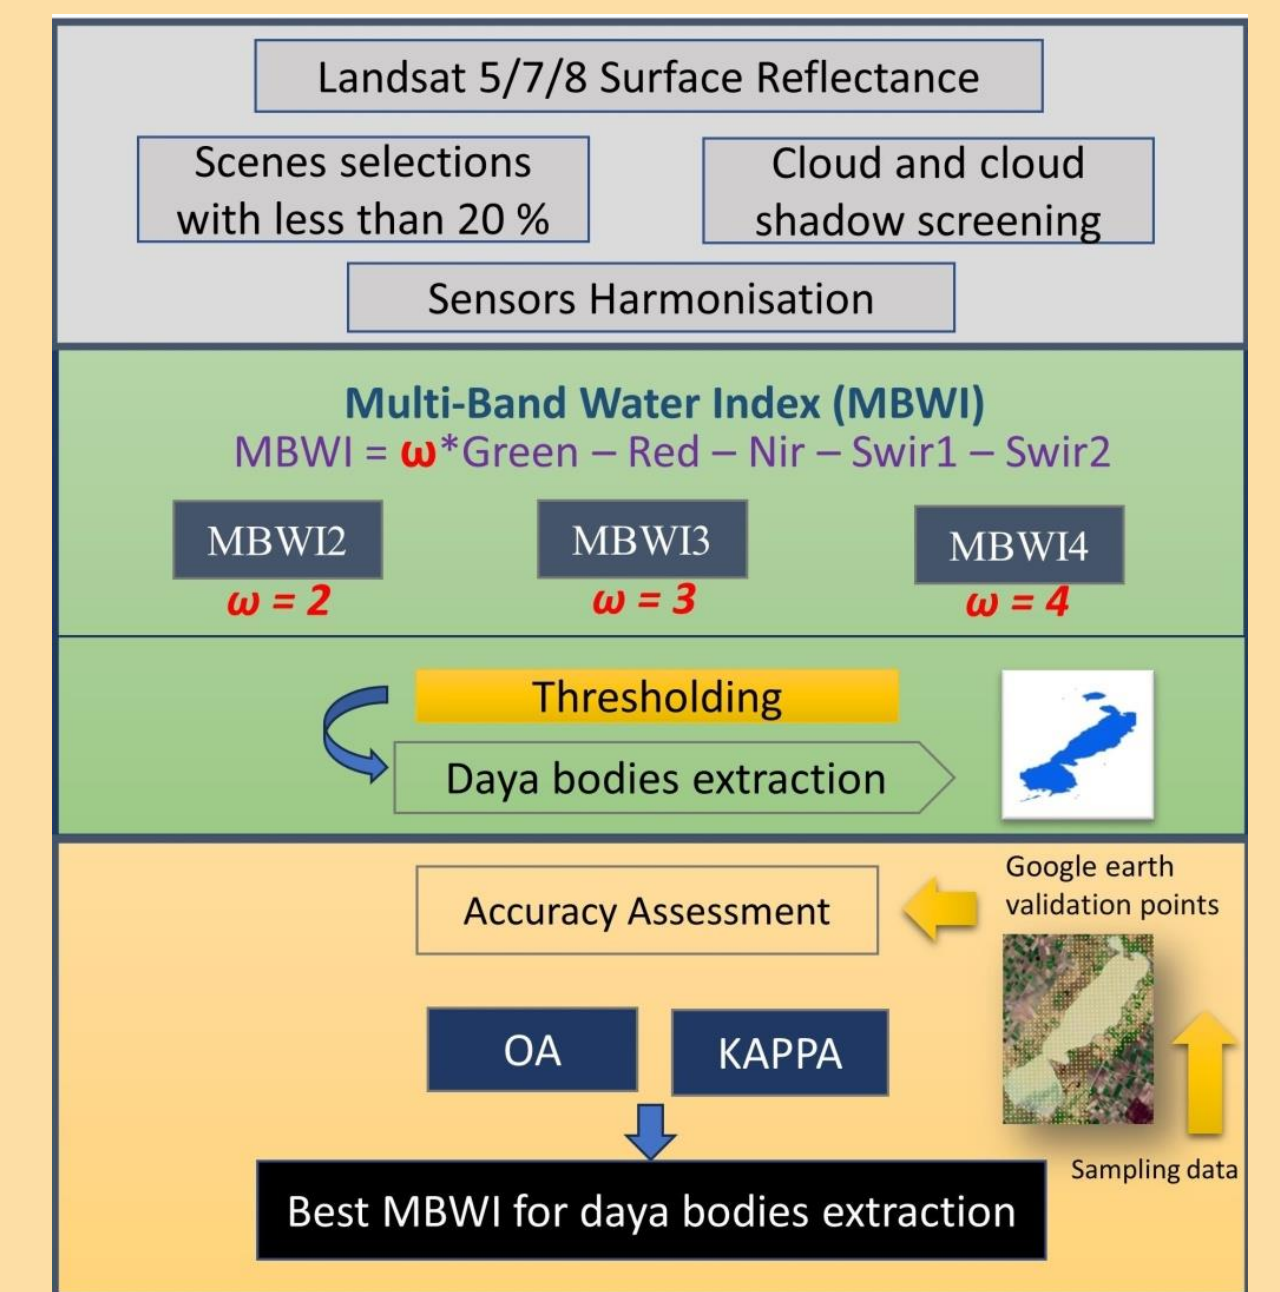 Landsat 5/7/8 Surface Reflectance
Scenes selections
with less than 20 %
Cloud and cloud
shadow screening
Sensors Harmonisation
Multi-Band Water Index (MBWI)
MBWI = ω*Green – Red – Nir – Swir1 – Swir2
MBWI2
MBWI3
MBWI4
ω = 2
ω = 3
ω = 4
Thresholding
Daya bodies extraction
Google earth
validation points
Accuracy Assessment
OA
KAPPA
Sampling data
Best MBWI for daya bodies extraction